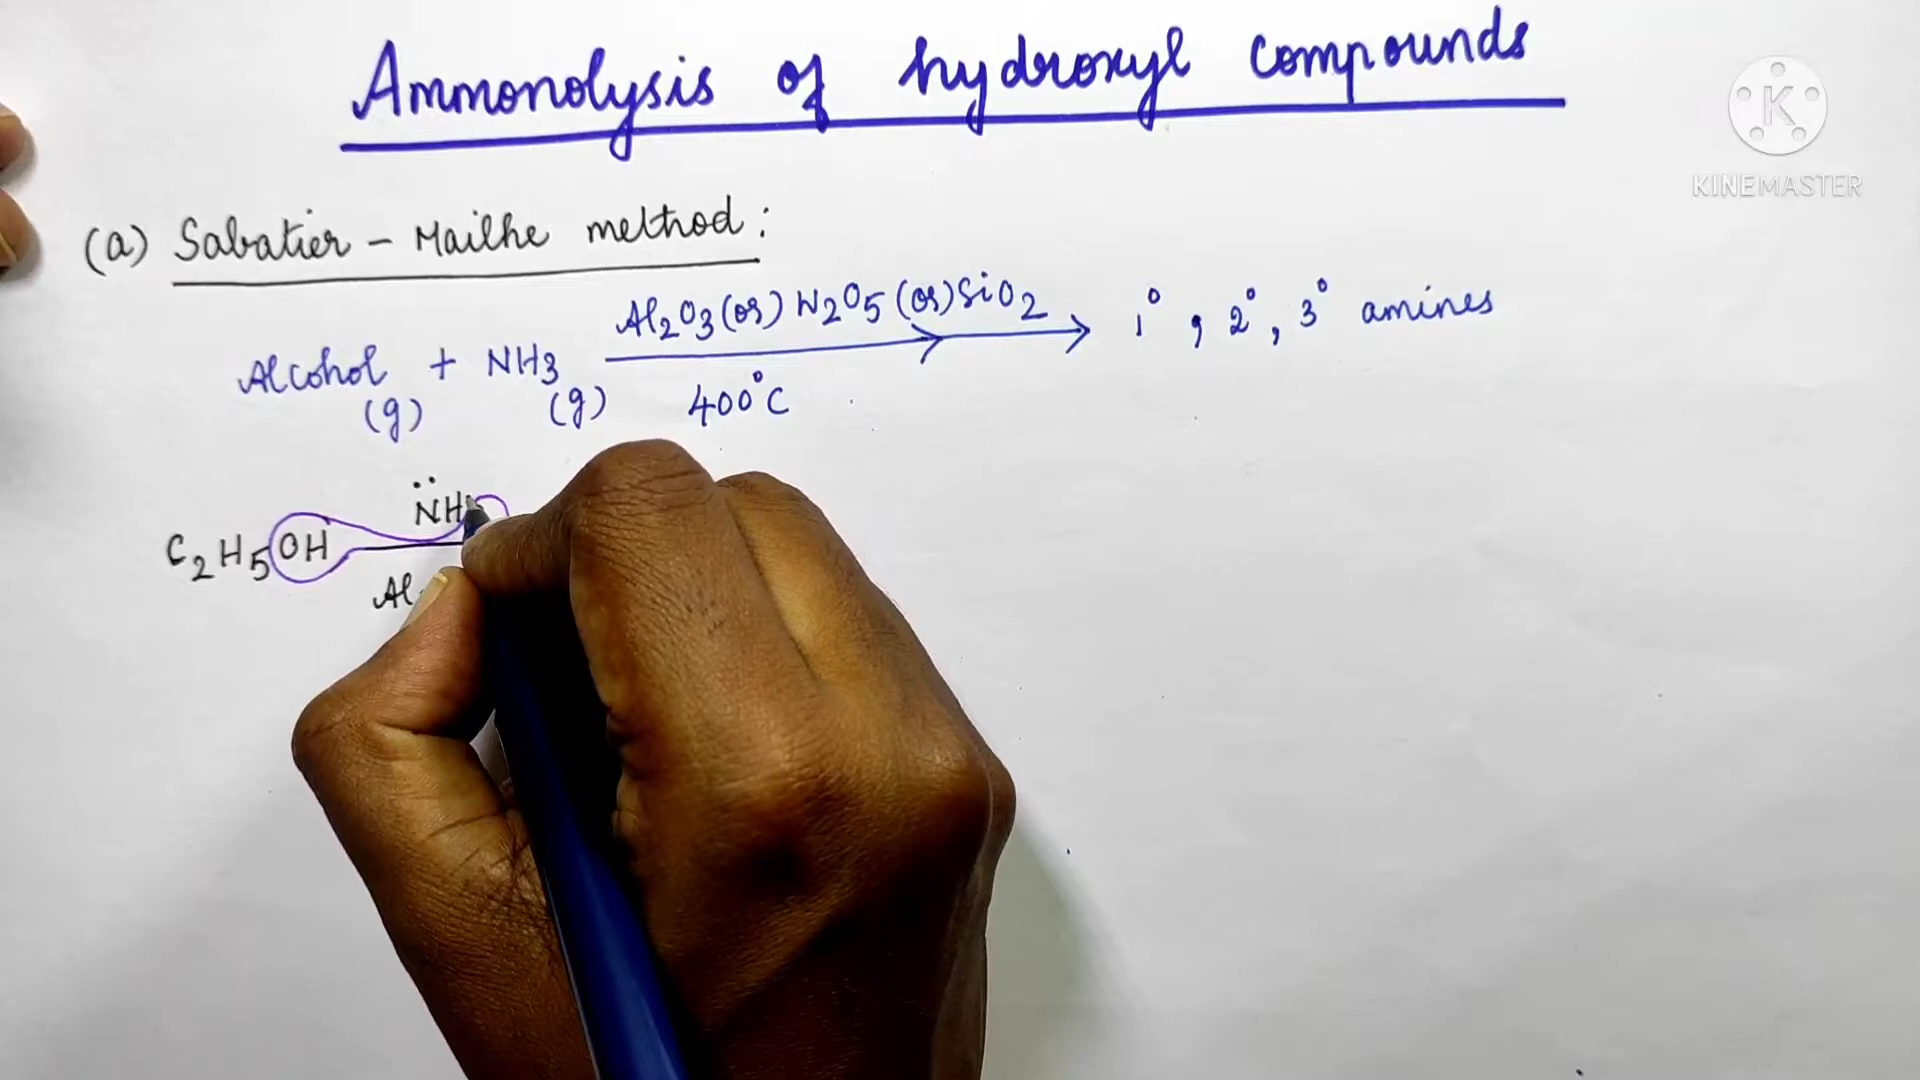 Ammonolysis of hydroxyl compounds
K
KINEMASTER
(a) Sabatier - Mailhe method:
Al2O3 (or) W2O5 (or) SiO2
Alcohol + NH3 → 1°, 2°, 3° amines
(g) (g) 400°C
N̈H
C2H5OH
Al